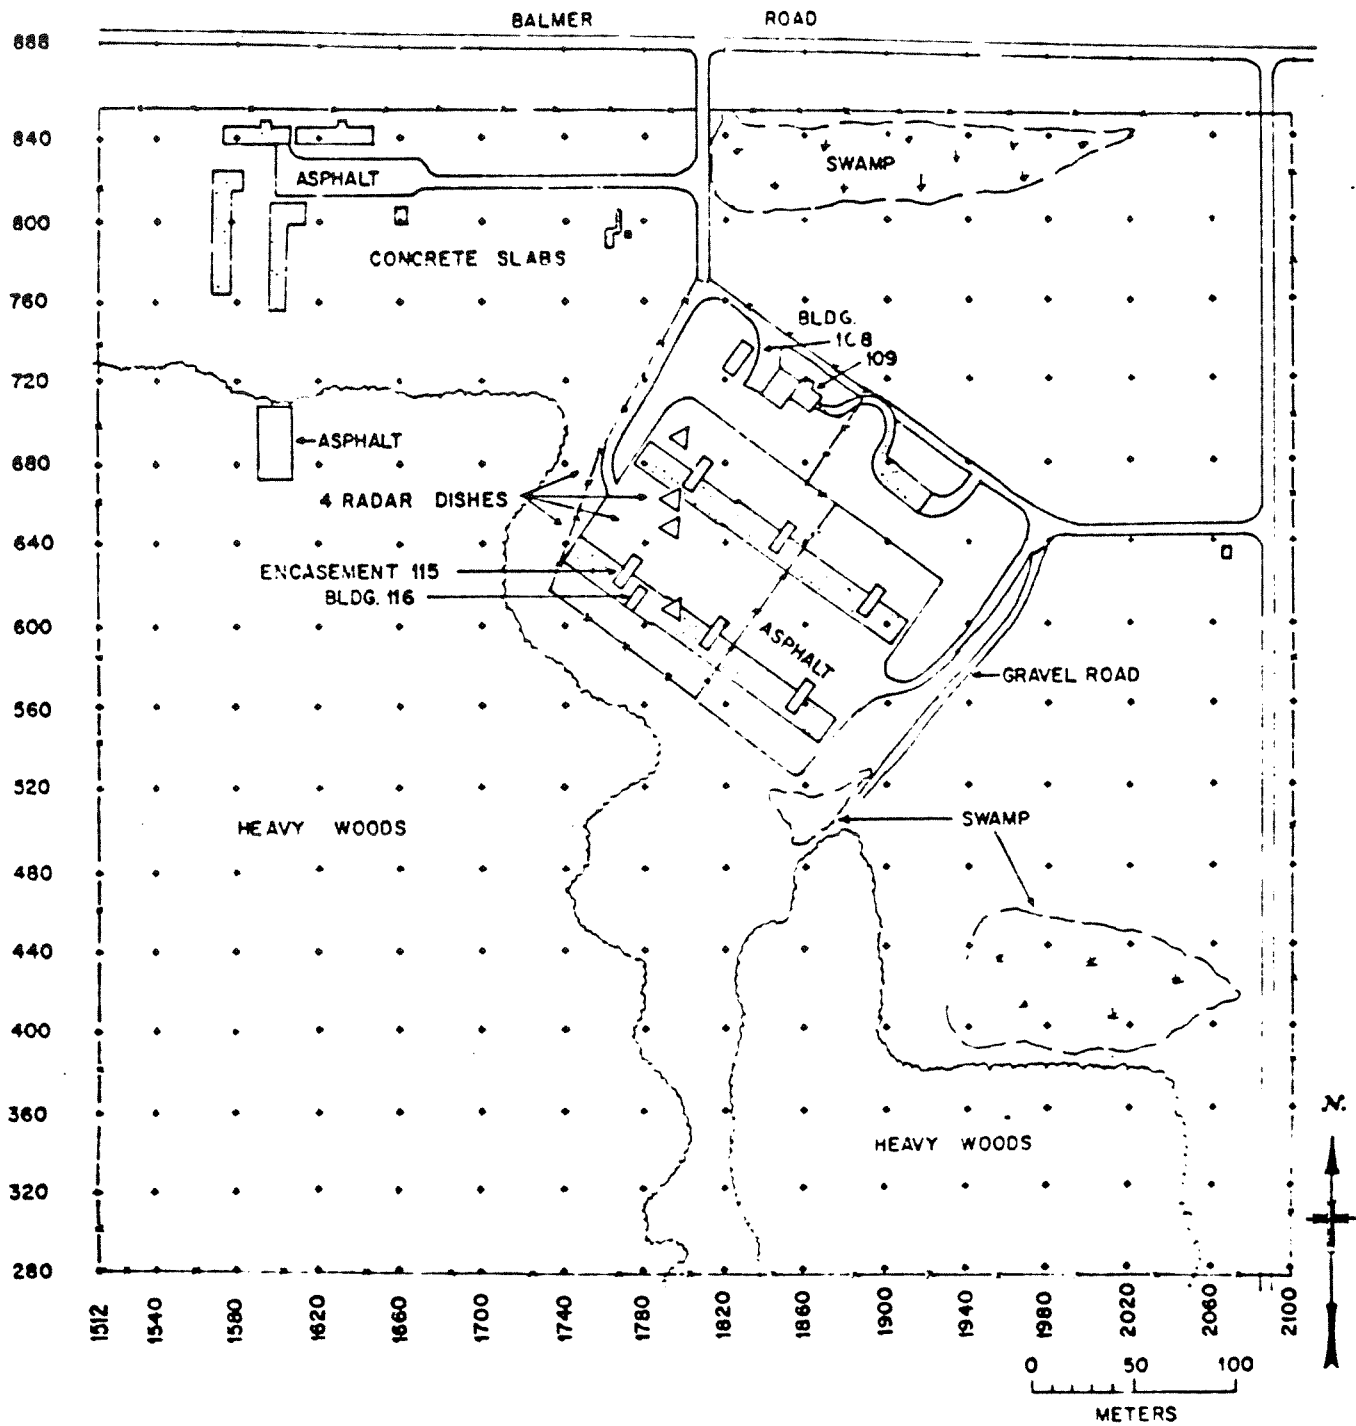 BALMER ROAD
888
840
SWAMP
ASPHALT
800
CONCRETE SLABS
760
BLDG.
108
109
720
ASPHALT
680
4 RADAR DISHES
640
ENCASEMENT 115
BLDG. 116
600
ASPHALT
GRAVEL ROAD
560
520
SWAMP
HEAVY WOODS
480
440
400
360
N.
HEAVY WOODS
320
280
1512 1540 1580 1620 1660 1700 1740 1780 1820 1860 1900 1940 1980 2020 2060 2100
0 50 100
METERS